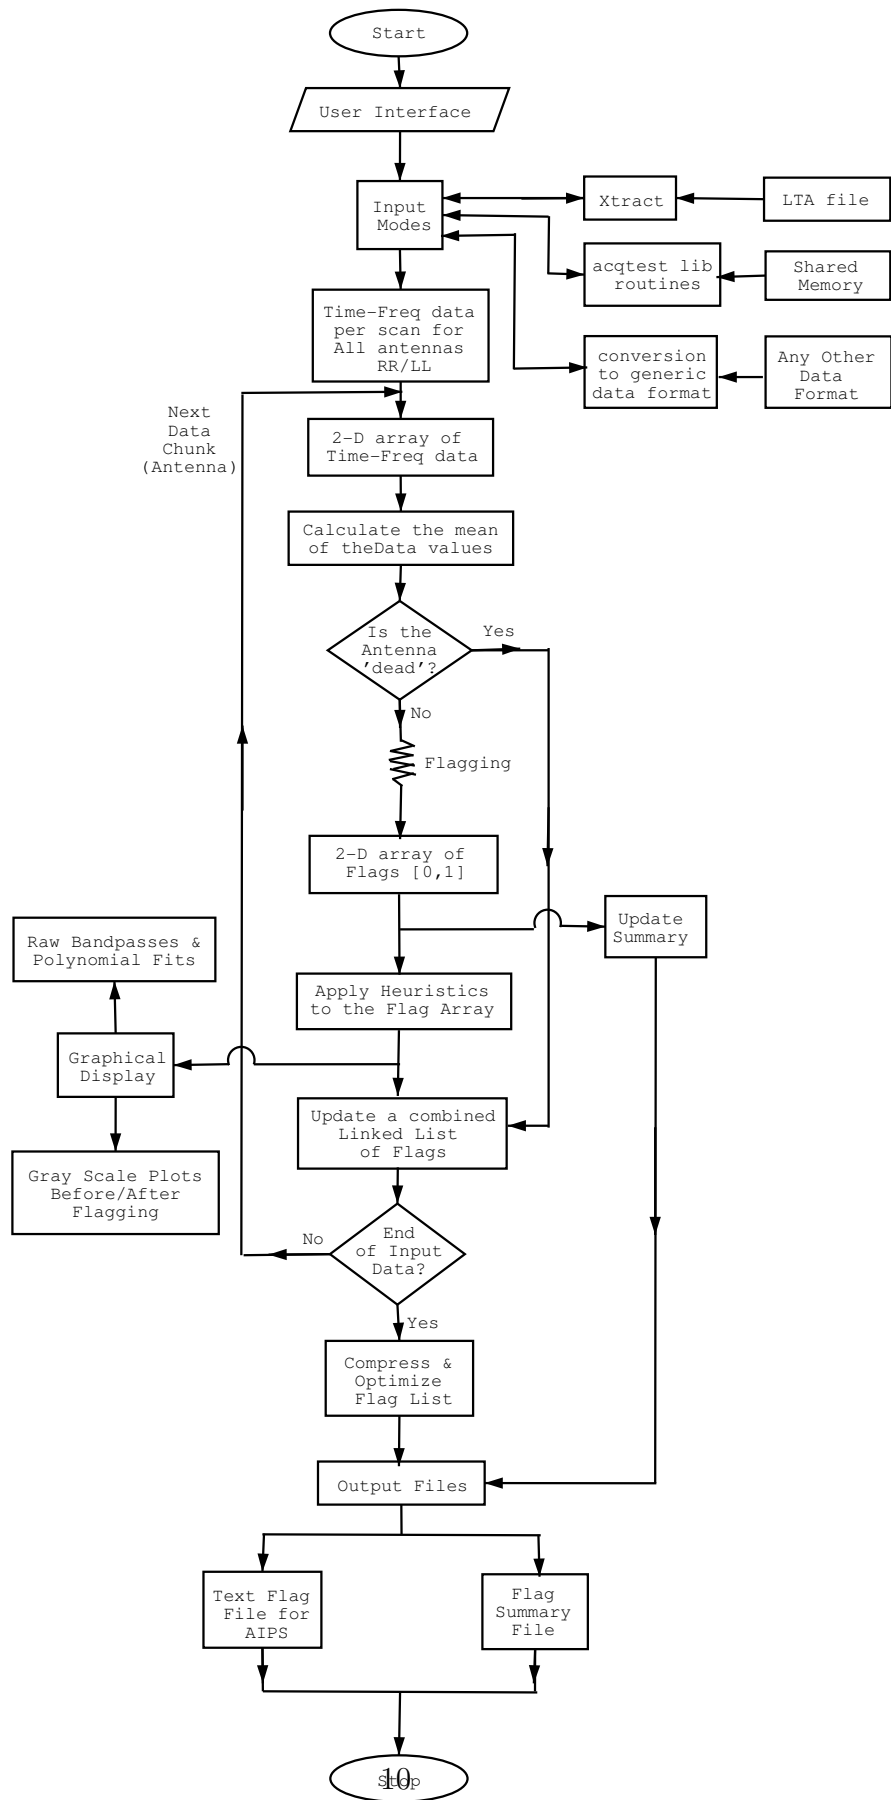 Start
User Interface
Input
Modes
Xtract
LTA file
acqtest lib
routines
Shared
Memory
conversion
to generic
data format
Any Other
Data
Format
Time-Freq data
per scan for
All antennas
RR/LL
Next
Data
Chunk
(Antenna)
2-D array of
Time-Freq data
Calculate the mean
of theData values
Is the
Antenna
'dead'?
Yes
No
Flagging
2-D array of
Flags [0,1]
Update
Summary
Raw Bandpasses &
Polynomial Fits
Apply Heuristics
to the Flag Array
Graphical
Display
Update a combined
Linked List
of Flags
Gray Scale Plots
Before/After
Flagging
End
of Input
Data?
No
Yes
Compress &
Optimize
Flag List
Output Files
Text Flag
File for
AIPS
Flag
Summary
File
Stop
10